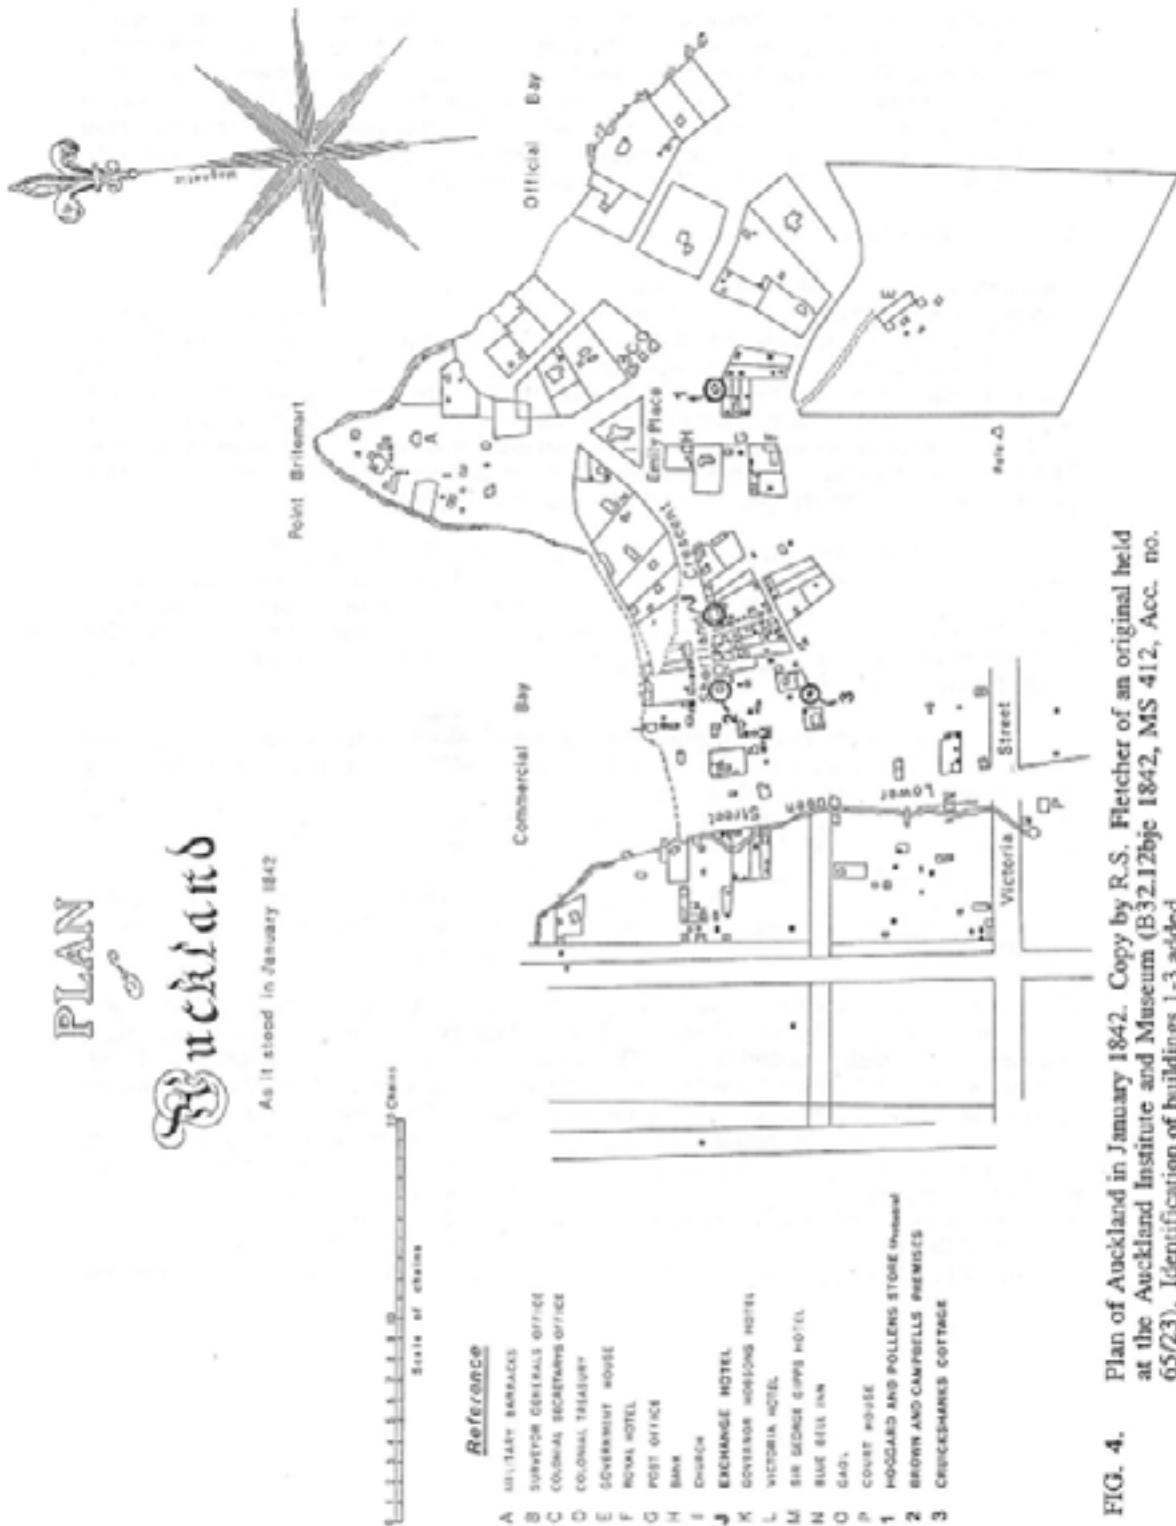 PLAN
of
Auckland
As it stood in January 1842
Magnetic
Scale of chains
Point Britemart
Official Bay
Commercial Bay
Emily Place
Shortland Crescent
Lower Queen Street
Victoria Street
Reference
A MILITARY BARRACKS
B SURVEYOR GENERALS OFFICE
C COLONIAL SECRETARYS OFFICE
D COLONIAL TREASURY
E GOVERNMENT HOUSE
F ROYAL HOTEL
G POST OFFICE
H BANK
I CHURCH
J EXCHANGE HOTEL
K GOVERNOR HOBSONS HOTEL
L VICTORIA HOTEL
M SIR GEORGE GIPPS HOTEL
N BLUE BELL INN
O GAOL
P COURT HOUSE
1 HOGGARD AND POLLENS STORE
2 BROWN AND CAMPBELLS PREMISES
3 CRUICKSHANKS COTTAGE
FIG. 4. Plan of Auckland in January 1842. Copy by R.S. Fletcher of an original held
at the Auckland Institute and Museum (B32.12bje 1842, MS 412, Acc. no.
65/23). Identification of buildings 1-3 added